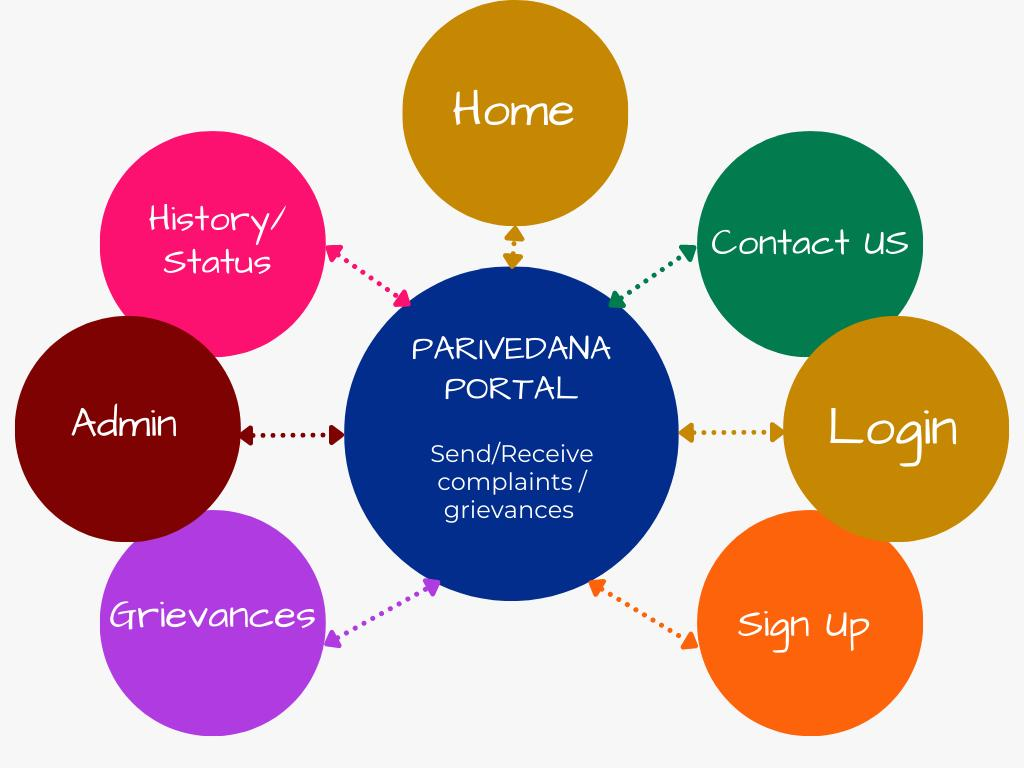 Home
History/
Status
Contact US
PARIVEDANA
PORTAL
Send/Receive
complaints /
grievances
Admin
Login
Grievances
Sign Up